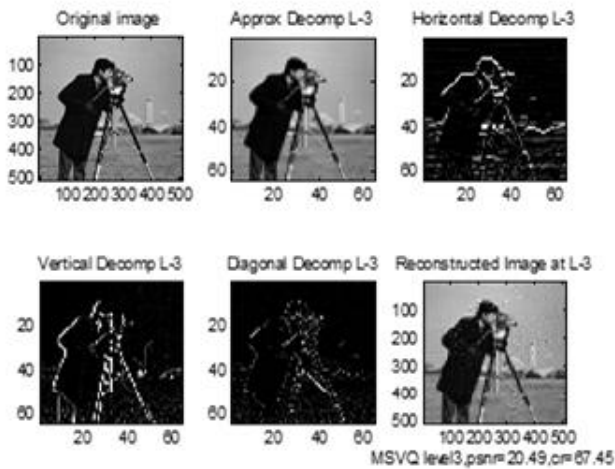 Original image
Approx Decomp L-3
Horizontal Decomp L-3
100
200
300
400
500
100 200 300 400 500
20
40
60
20 40 60
20
40
60
20 40 60
Vertical Decomp L-3
Diagonal Decomp L-3
Reconstructed Image at L-3
20
40
60
20 40 60
20
40
60
20 40 60
100
200
300
400
500
100 200 300 400 500
MSVQ level3,psnr=20.49,cr=67.45